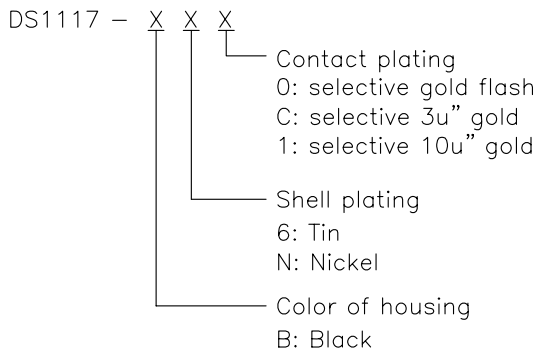 DS1117 - X X X
Contact plating
0: selective gold flash
C: selective 3u" gold
1: selective 10u" gold
Shell plating
6: Tin
N: Nickel
Color of housing
B: Black